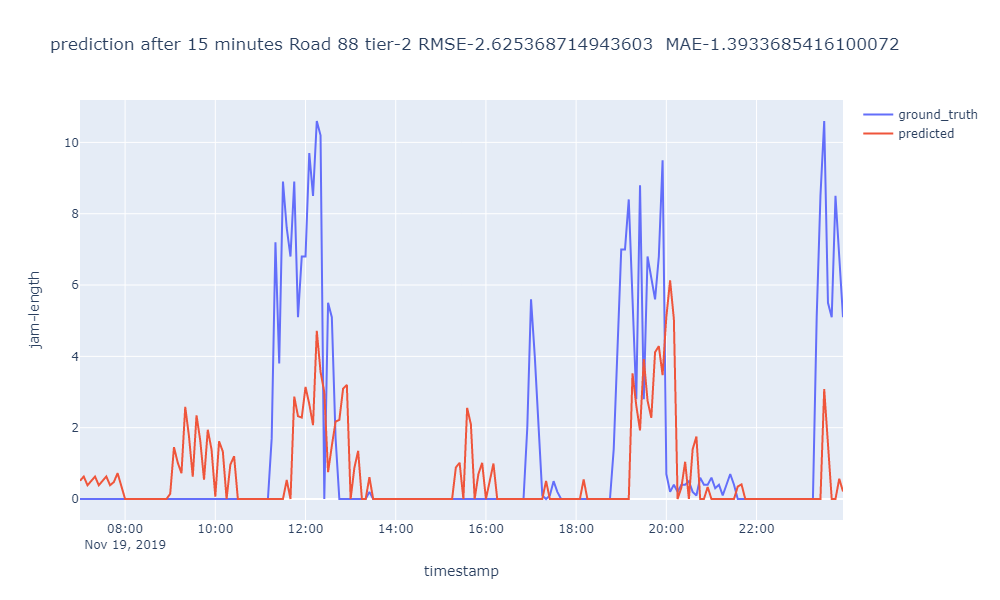 prediction after 15 minutes Road 88 tier-2 RMSE-2.625368714943603  MAE-1.3933685416100072
ground_truth
predicted
10
8
6
4
2
0
jam-length
08:00 10:00 12:00 14:00 16:00 18:00 20:00 22:00
Nov 19, 2019
timestamp